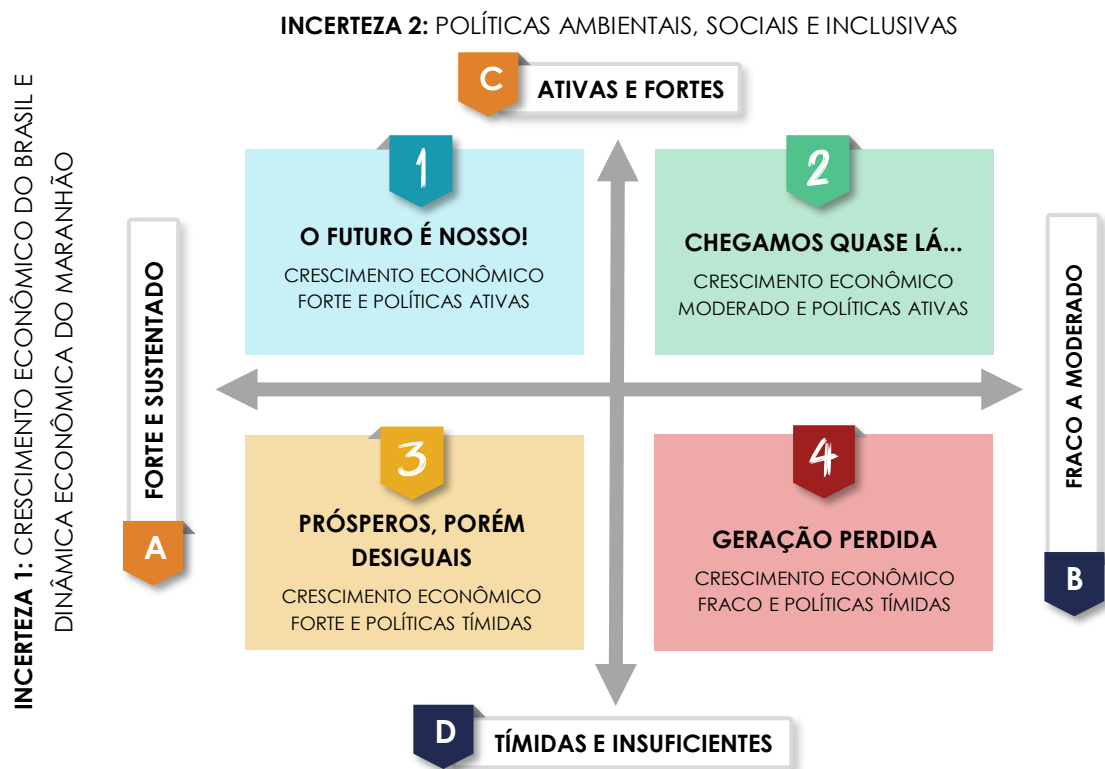 INCERTEZA 2: POLÍTICAS AMBIENTAIS, SOCIAIS E INCLUSIVAS
C
ATIVAS E FORTES
INCERTEZA 1: CRESCIMENTO ECONÔMICO DO BRASIL E
DINÂMICA ECONÔMICA DO MARANHÃO
FORTE E SUSTENTADO
A
1
O FUTURO É NOSSO!
CRESCIMENTO ECONÔMICO
FORTE E POLÍTICAS ATIVAS
2
CHEGAMOS QUASE LÁ...
CRESCIMENTO ECONÔMICO
MODERADO E POLÍTICAS ATIVAS
FRACO A MODERADO
B
3
PRÓSPEROS, PORÉM
DESIGUAIS
CRESCIMENTO ECONÔMICO
FORTE E POLÍTICAS TÍMIDAS
4
GERAÇÃO PERDIDA
CRESCIMENTO ECONÔMICO
FRACO E POLÍTICAS TÍMIDAS
D
TÍMIDAS E INSUFICIENTES